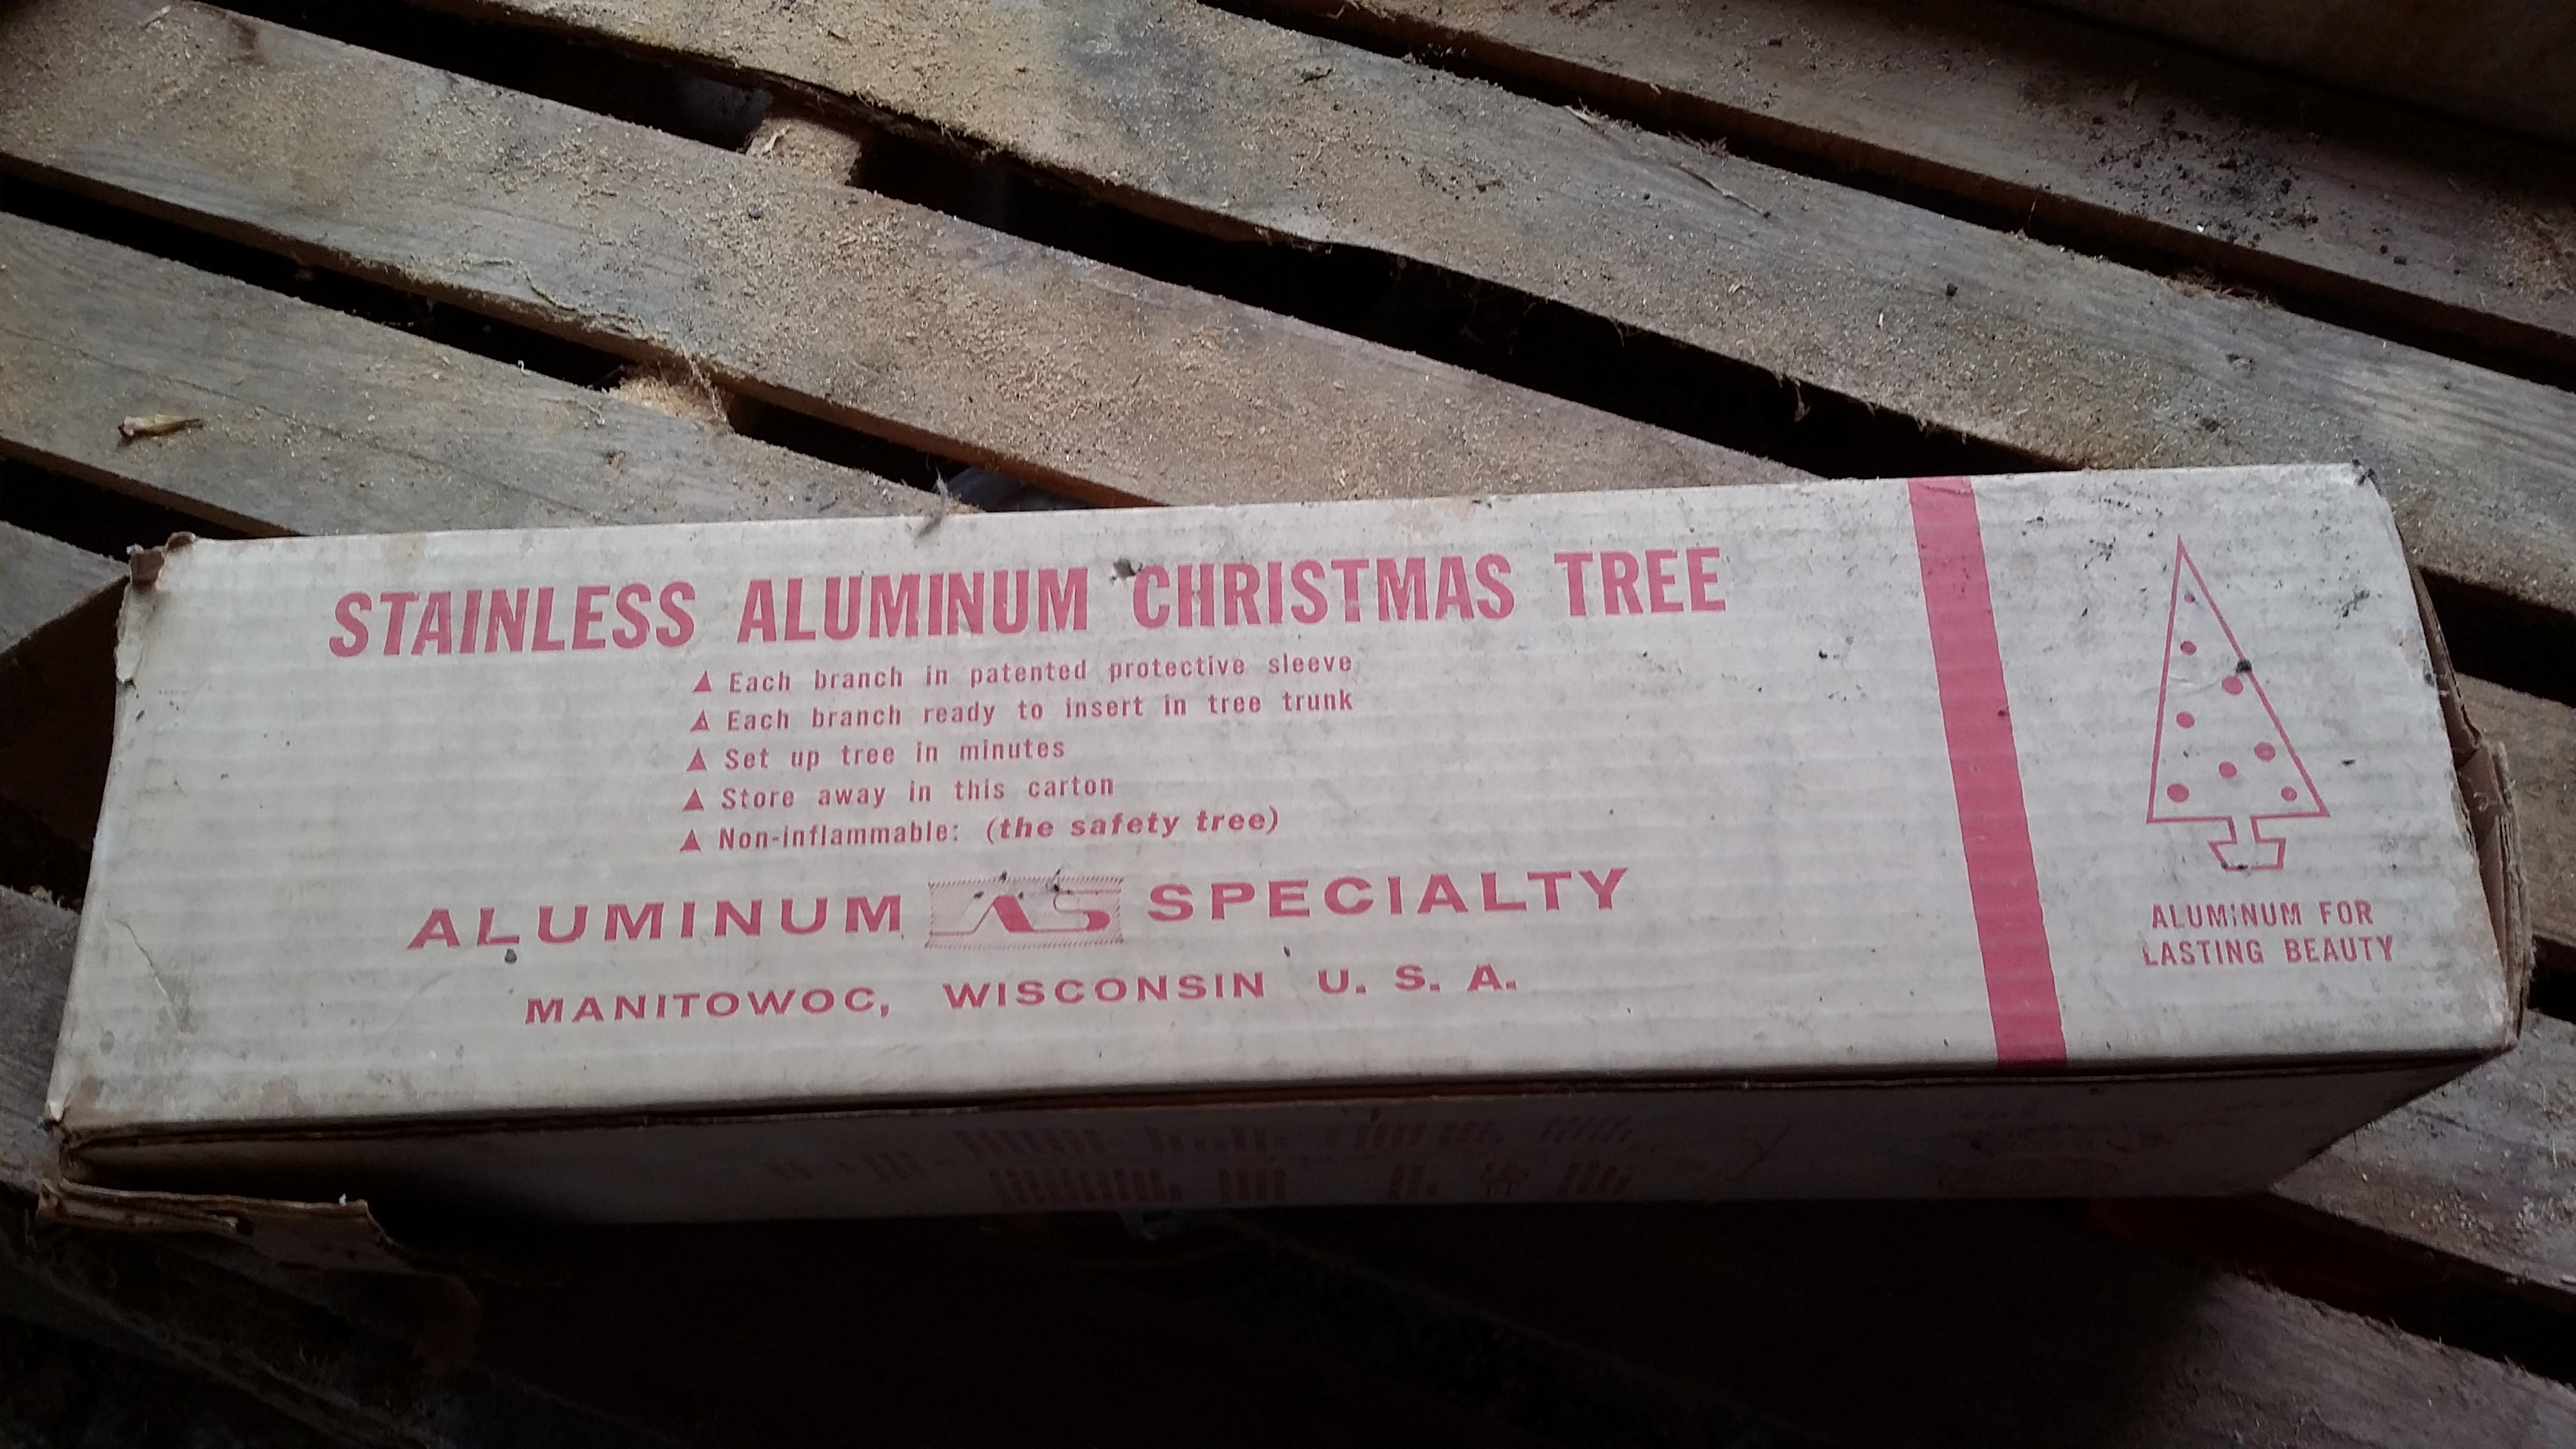 STAINLESS ALUMINUM CHRISTMAS TREE
Each branch in patented protective sleeve
Each branch ready to insert in tree trunk
Set up tree in minutes
Store away in this carton
Non-inflammable: (the safety tree)
ALUMINUM AS SPECIALTY
MANITOWOC, WISCONSIN U. S. A.
ALUMINUM FOR
LASTING BEAUTY